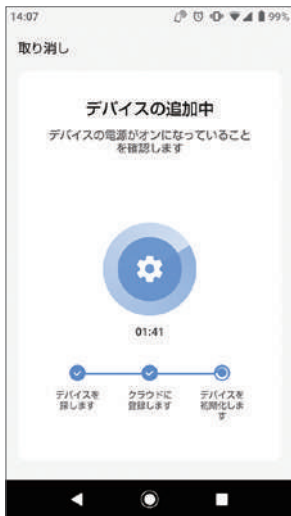 14:07
99%
取り消し
デバイスの追加中
デバイスの電源がオンになっていること
を確認します
01:41
デバイスを
探します
クラウドに
登録します
デバイスを
初期化しま
す